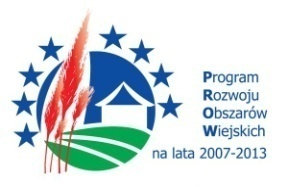 Program
Rozwoju
Obszarów
Wiejskich
na lata 2007-2013